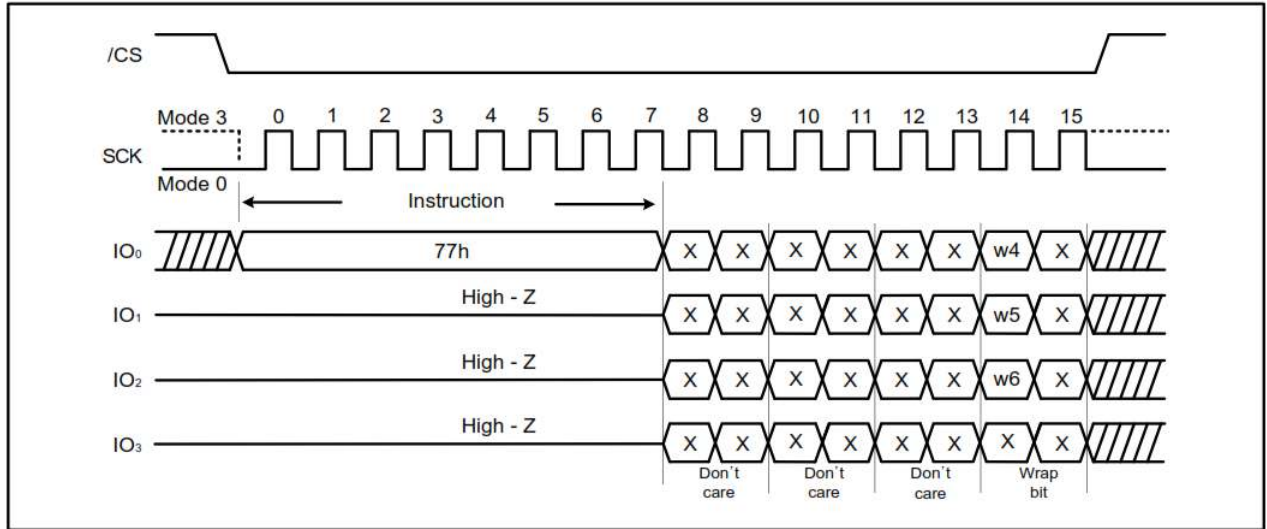 /CS
Mode 3 0 1 2 3 4 5 6 7 8 9 10 11 12 13 14 15
SCK
Mode 0
Instruction
IO₀ 77h X X X X X X w4 X
High - Z
IO₁ X X X X X X w5 X
High - Z
IO₂ X X X X X X w6 X
High - Z
IO₃ X X X X X X X X
Don't Don't Don't Wrap
care care care bit